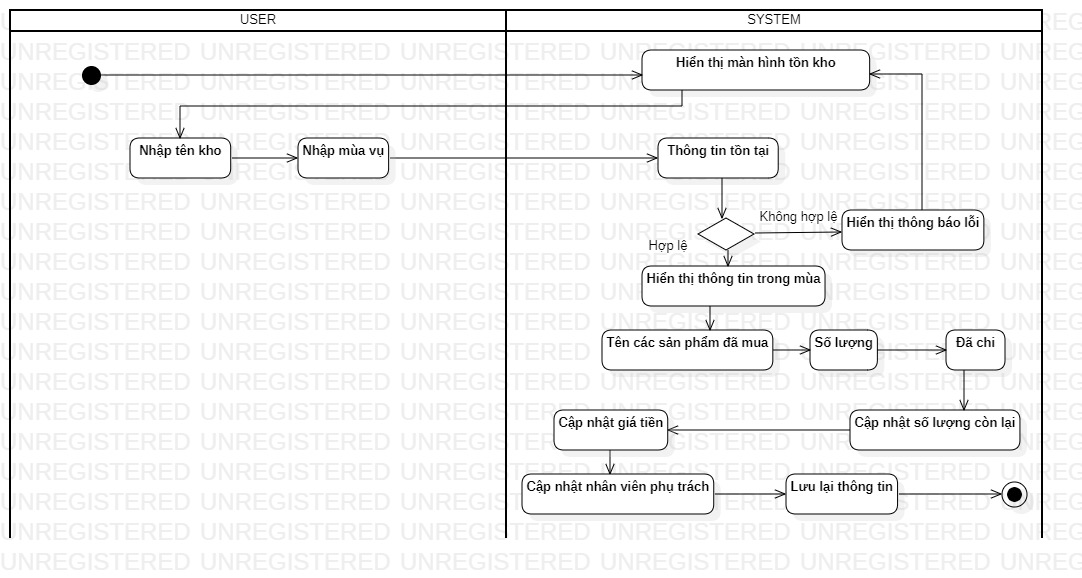 USER
SYSTEM
Hiển thị màn hình tồn kho
Nhập tên kho
Nhập mùa vụ
Thông tin tồn tại
Không hợp lệ
Hiển thị thông báo lỗi
Hợp lệ
Hiển thị thông tin trong mùa
Tên các sản phẩm đã mua
Số lượng
Đã chi
Cập nhật giá tiền
Cập nhật số lượng còn lại
Cập nhật nhân viên phụ trách
Lưu lại thông tin
UNREGISTERED